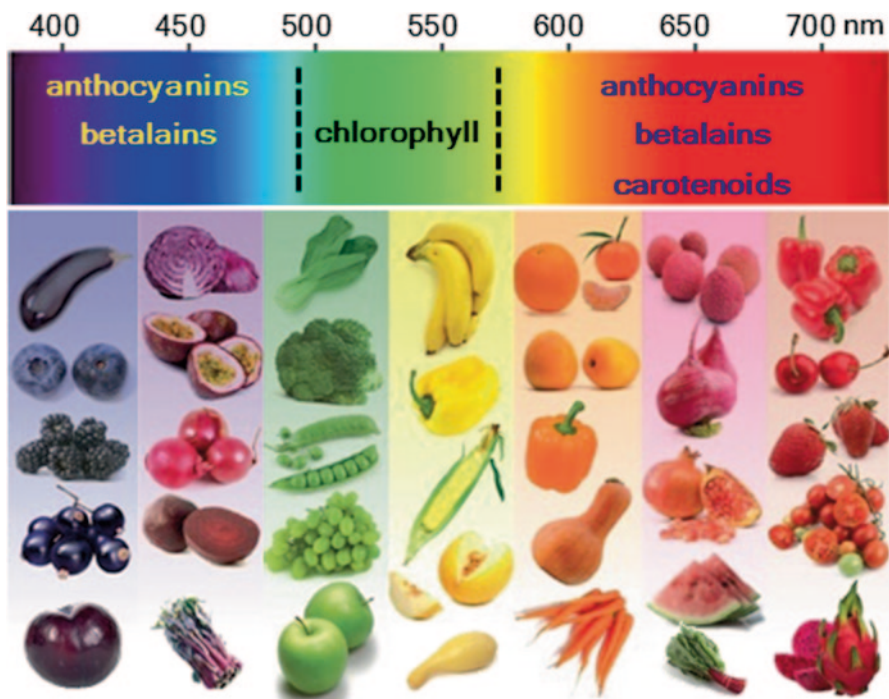 400 450 500 550 600 650 700 nm
anthocyanins
betalains
chlorophyll
anthocyanins
betalains
carotenoids